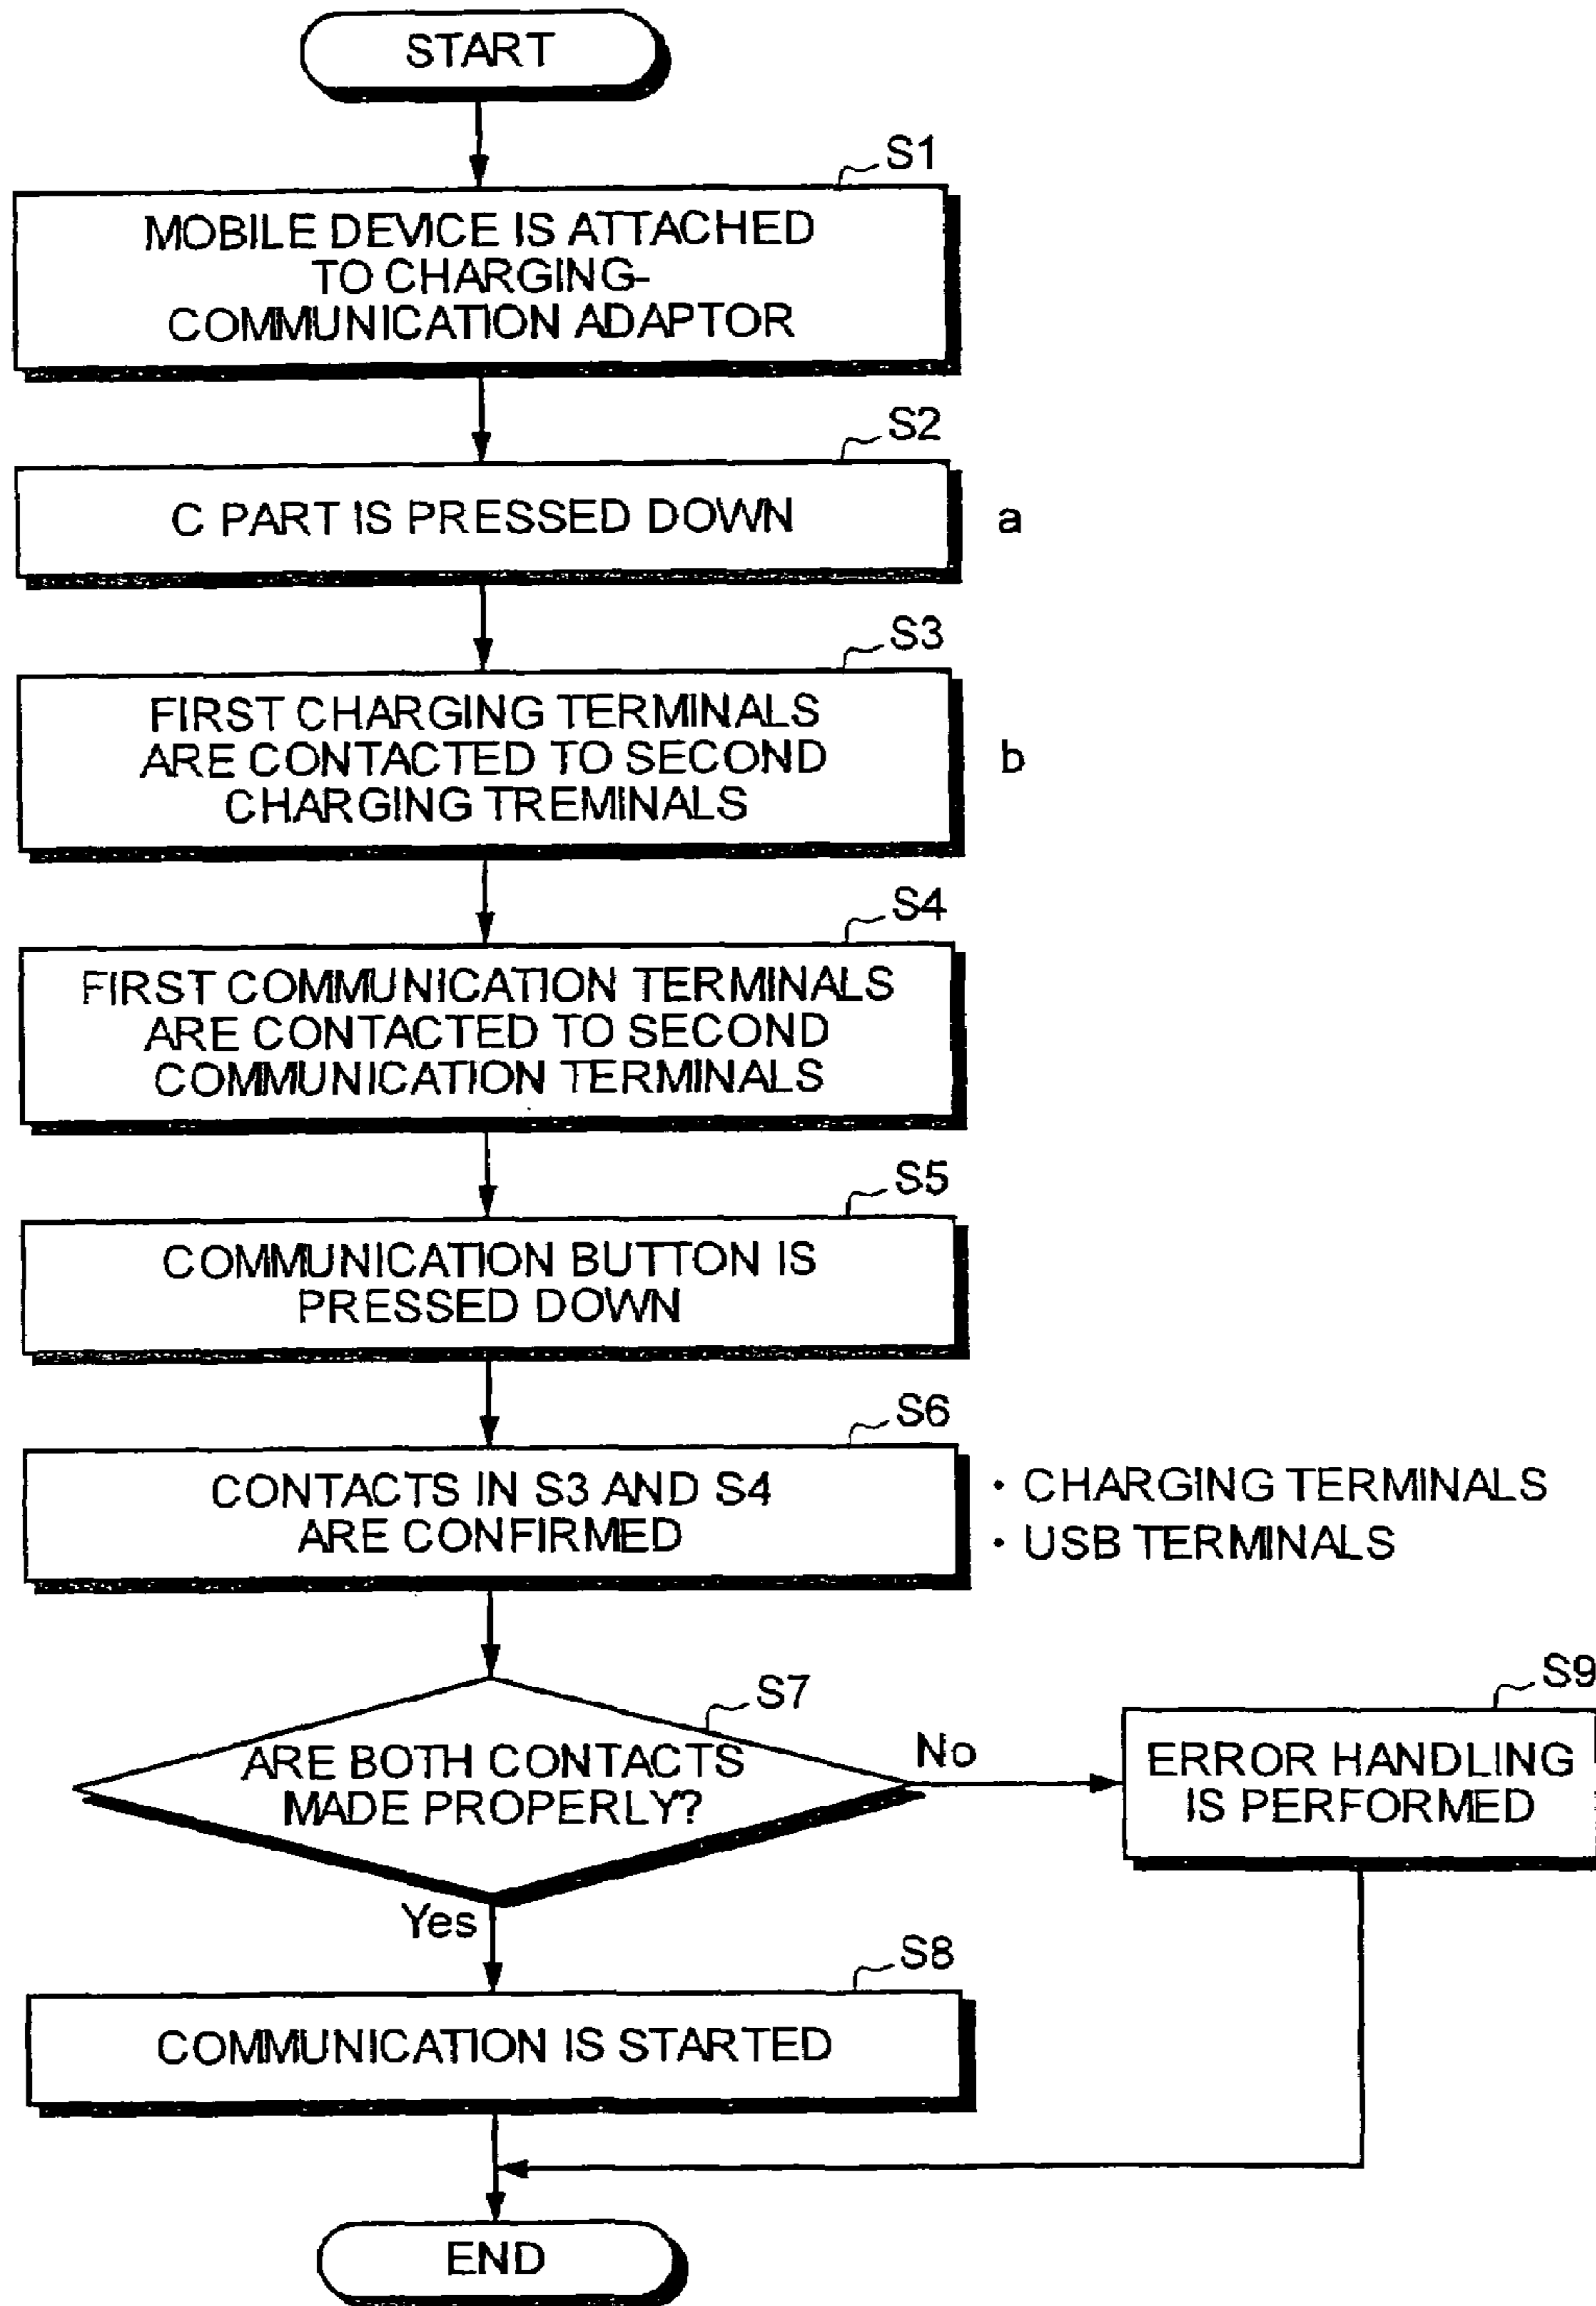 START
S1
MOBILE DEVICE IS ATTACHED
TO CHARGING-
COMMUNICATION ADAPTOR
S2
C PART IS PRESSED DOWN
a
S3
FIRST CHARGING TERMINALS
ARE CONTACTED TO SECOND
CHARGING TREMINALS
b
S4
FIRST COMMUNICATION TERMINALS
ARE CONTACTED TO SECOND
COMMUNICATION TERMINALS
S5
COMMUNICATION BUTTON IS
PRESSED DOWN
S6
CONTACTS IN S3 AND S4
ARE CONFIRMED
· CHARGING TERMINALS
· USB TERMINALS
S7
ARE BOTH CONTACTS
MADE PROPERLY?
No
S9
ERROR HANDLING
IS PERFORMED
Yes
S8
COMMUNICATION IS STARTED
END